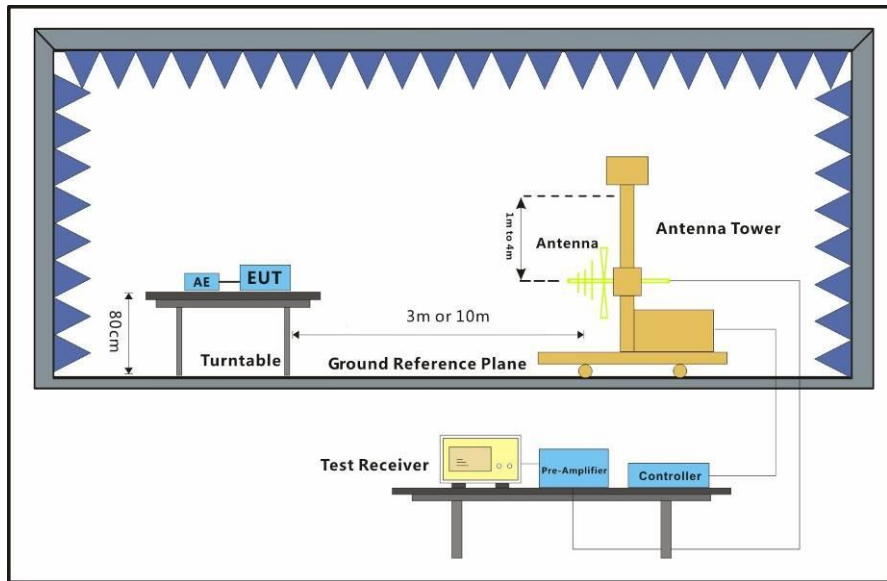 1m to 4m
Antenna Tower
Antenna
AE
EUT
80cm
3m or 10m
Turntable
Ground Reference Plane
Test Receiver
Pre-Amplifier
Controller